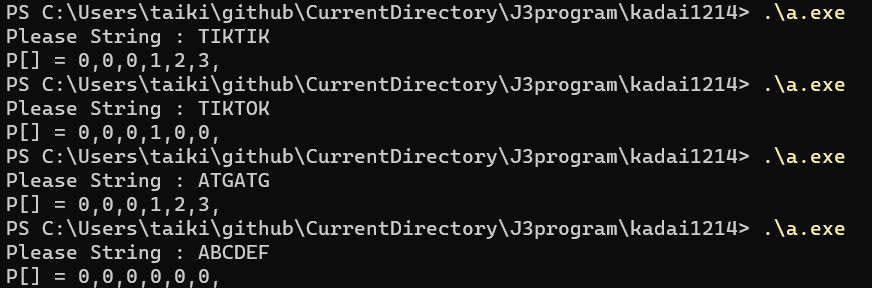 PS C:\Users\taiki\github\CurrentDirectory\J3program\kadai1214> .\a.exe
Please String : TIKTIK
P[] = 0,0,0,1,2,3,
PS C:\Users\taiki\github\CurrentDirectory\J3program\kadai1214> .\a.exe
Please String : TIKTOK
P[] = 0,0,0,1,0,0,
PS C:\Users\taiki\github\CurrentDirectory\J3program\kadai1214> .\a.exe
Please String : ATGATG
P[] = 0,0,0,1,2,3,
PS C:\Users\taiki\github\CurrentDirectory\J3program\kadai1214> .\a.exe
Please String : ABCDEF
P[] = 0,0,0,0,0,0,